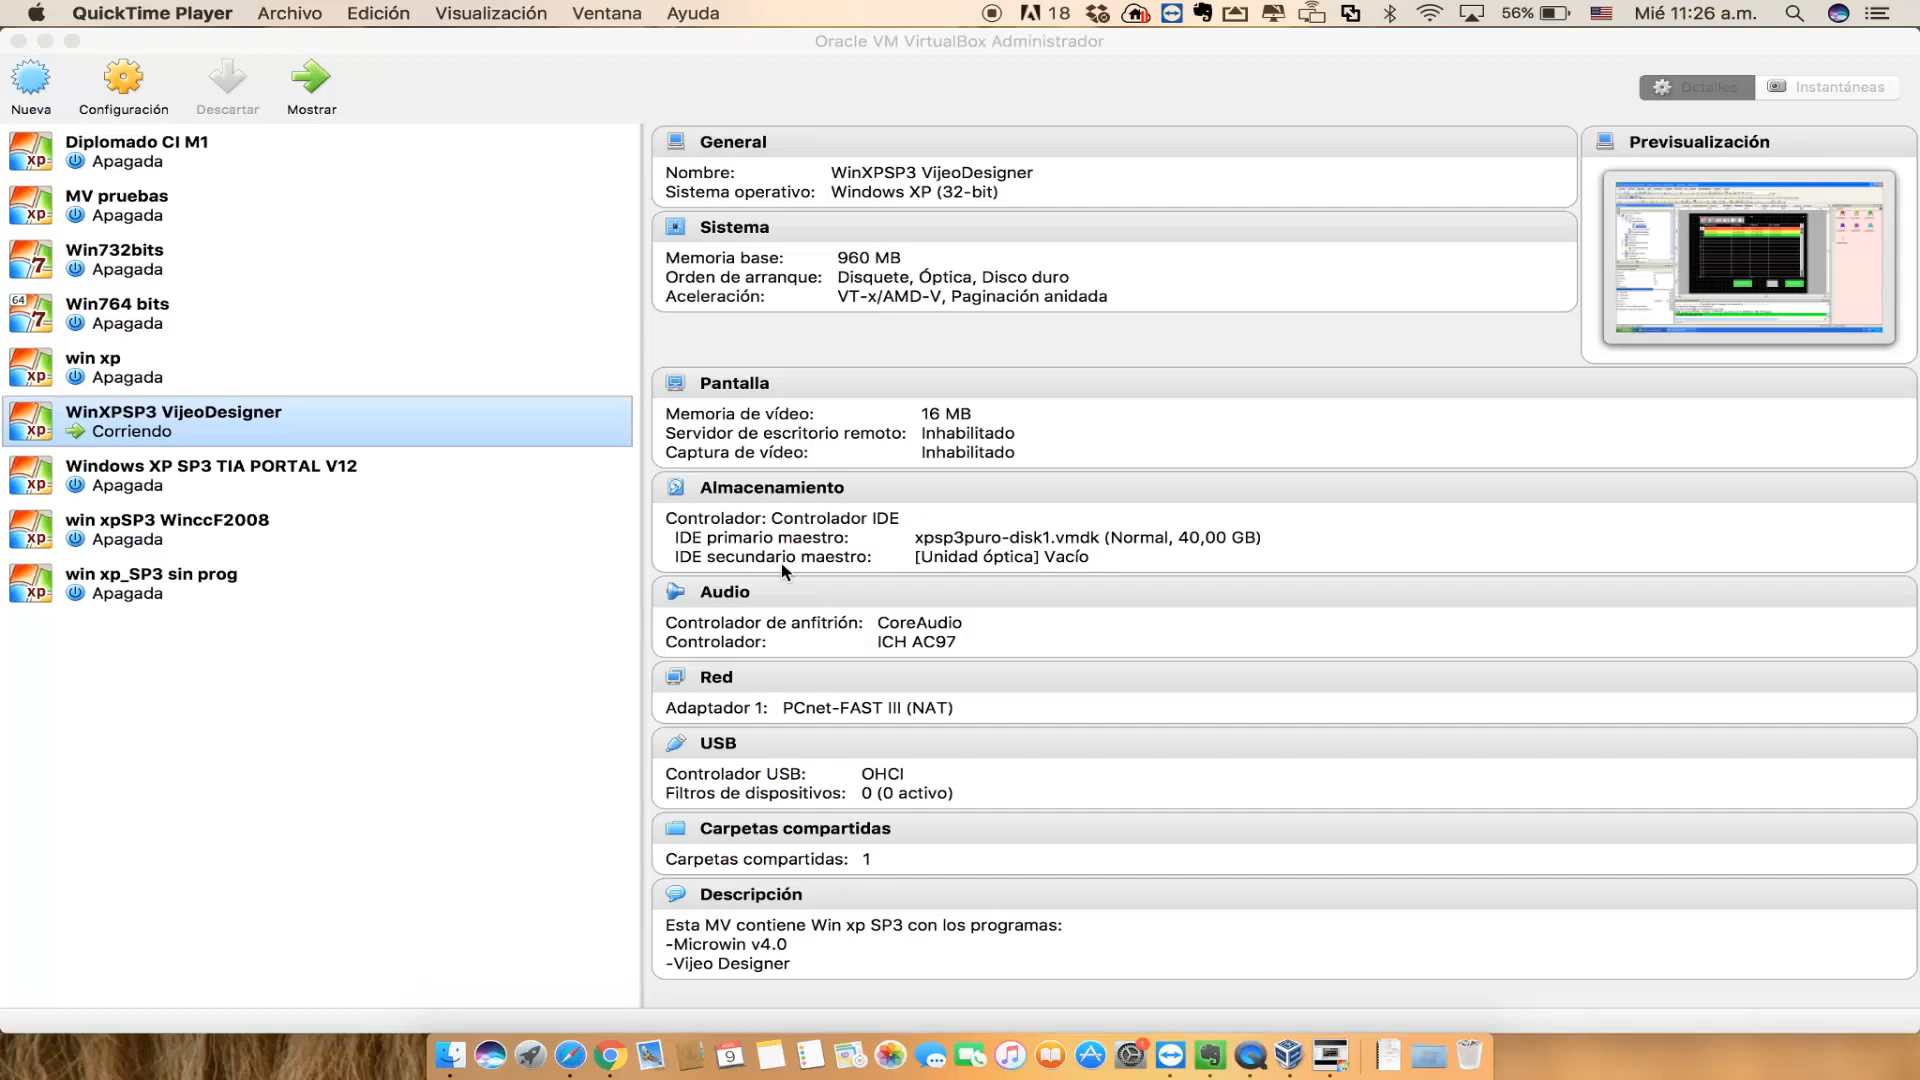 QuickTime Player Archivo Edición Visualización Ventana Ayuda 18 56% Mié 11:26 a.m.
Oracle VM VirtualBox Administrador
Nueva Configuración Descartar Mostrar Detalles Instantáneas
Diplomado CI M1
Apagada
MV pruebas
Apagada
Win732bits
Apagada
64
Win764 bits
Apagada
win xp
Apagada
WinXPSP3 VijeoDesigner
Corriendo
Windows XP SP3 TIA PORTAL V12
Apagada
win xpSP3 WinccF2008
Apagada
win xp_SP3 sin prog
Apagada
General
Nombre: WinXPSP3 VijeoDesigner
Sistema operativo: Windows XP (32-bit)
Sistema
Memoria base: 960 MB
Orden de arranque: Disquete, Óptica, Disco duro
Aceleración: VT-x/AMD-V, Paginación anidada
Previsualización
Pantalla
Memoria de vídeo: 16 MB
Servidor de escritorio remoto: Inhabilitado
Captura de vídeo: Inhabilitado
Almacenamiento
Controlador: Controlador IDE
IDE primario maestro: xpsp3puro-disk1.vmdk (Normal, 40,00 GB)
IDE secundario maestro: [Unidad óptica] Vacío
Audio
Controlador de anfitrión: CoreAudio
Controlador: ICH AC97
Red
Adaptador 1: PCnet-FAST III (NAT)
USB
Controlador USB: OHCI
Filtros de dispositivos: 0 (0 activo)
Carpetas compartidas
Carpetas compartidas: 1
Descripción
Esta MV contiene Win xp SP3 con los programas:
-Microwin v4.0
-Vijeo Designer
9
1